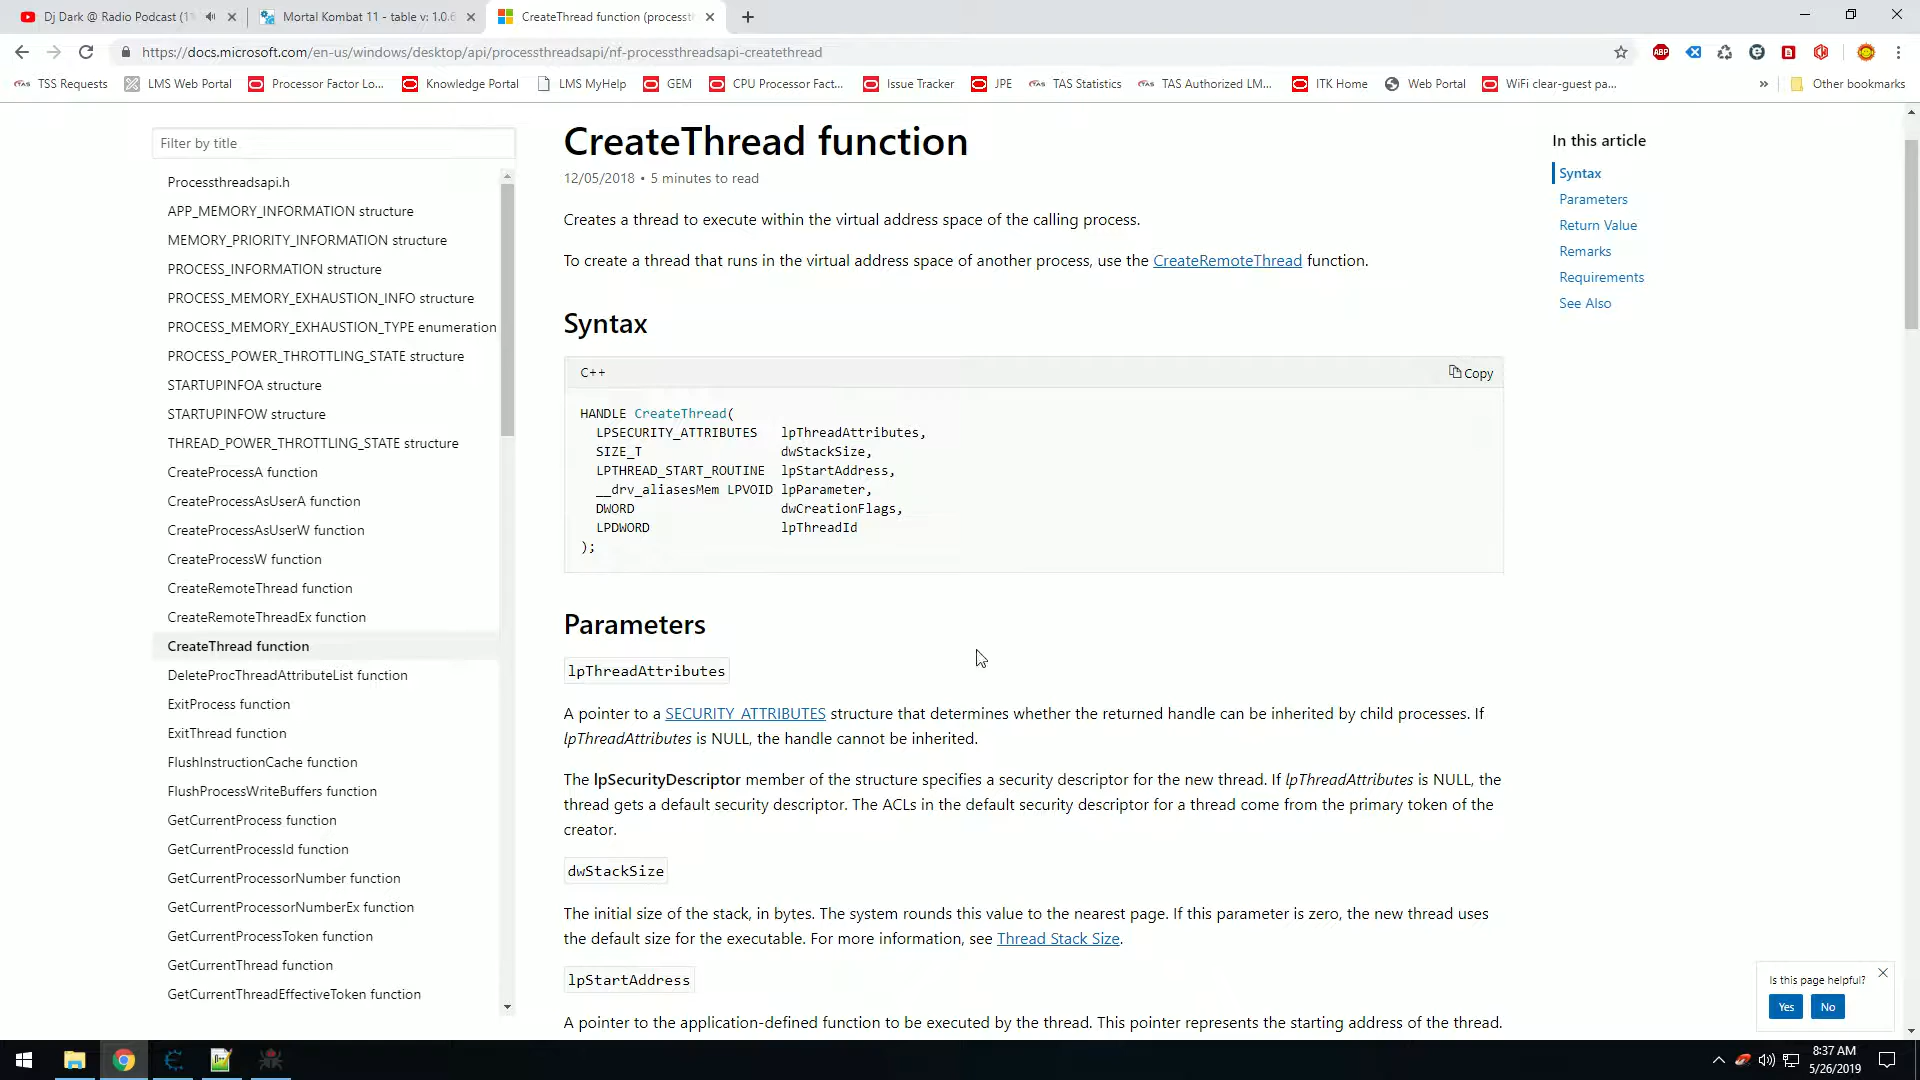 Dj Dark @ Radio Podcast (1
Mortal Kombat 11 - table v: 1.0.6
CreateThread function (processt
https://docs.microsoft.com/en-us/windows/desktop/api/processthreadsapi/nf-processthreadsapi-createthread
ABP
TAS TSS Requests
LMS Web Portal
Processor Factor Lo...
Knowledge Portal
LMS MyHelp
GEM
CPU Processor Fact...
Issue Tracker
JPE
TAS TAS Statistics
TAS TAS Authorized LM...
ITK Home
Web Portal
WiFi clear-guest pa...
»
Other bookmarks
Filter by title
Processthreadsapi.h
APP_MEMORY_INFORMATION structure
MEMORY_PRIORITY_INFORMATION structure
PROCESS_INFORMATION structure
PROCESS_MEMORY_EXHAUSTION_INFO structure
PROCESS_MEMORY_EXHAUSTION_TYPE enumeration
PROCESS_POWER_THROTTLING_STATE structure
STARTUPINFOA structure
STARTUPINFOW structure
THREAD_POWER_THROTTLING_STATE structure
CreateProcessA function
CreateProcessAsUserA function
CreateProcessAsUserW function
CreateProcessW function
CreateRemoteThread function
CreateRemoteThreadEx function
CreateThread function
DeleteProcThreadAttributeList function
ExitProcess function
ExitThread function
FlushInstructionCache function
FlushProcessWriteBuffers function
GetCurrentProcess function
GetCurrentProcessId function
GetCurrentProcessorNumber function
GetCurrentProcessorNumberEx function
GetCurrentProcessToken function
GetCurrentThread function
GetCurrentThreadEffectiveToken function
CreateThread function
12/05/2018 • 5 minutes to read
Creates a thread to execute within the virtual address space of the calling process.
To create a thread that runs in the virtual address space of another process, use the CreateRemoteThread function.
Syntax
C++
Copy
HANDLE CreateThread(
LPSECURITY_ATTRIBUTES lpThreadAttributes,
SIZE_T dwStackSize,
LPTHREAD_START_ROUTINE lpStartAddress,
__drv_aliasesMem LPVOID lpParameter,
DWORD dwCreationFlags,
LPDWORD lpThreadId
);
Parameters
lpThreadAttributes
A pointer to a SECURITY_ATTRIBUTES structure that determines whether the returned handle can be inherited by child processes. If
lpThreadAttributes is NULL, the handle cannot be inherited.
The lpSecurityDescriptor member of the structure specifies a security descriptor for the new thread. If lpThreadAttributes is NULL, the
thread gets a default security descriptor. The ACLs in the default security descriptor for a thread come from the primary token of the
creator.
dwStackSize
The initial size of the stack, in bytes. The system rounds this value to the nearest page. If this parameter is zero, the new thread uses
the default size for the executable. For more information, see Thread Stack Size.
lpStartAddress
A pointer to the application-defined function to be executed by the thread. This pointer represents the starting address of the thread.
In this article
Syntax
Parameters
Return Value
Remarks
Requirements
See Also
Is this page helpful?
Yes
No
8:37 AM
5/26/2019